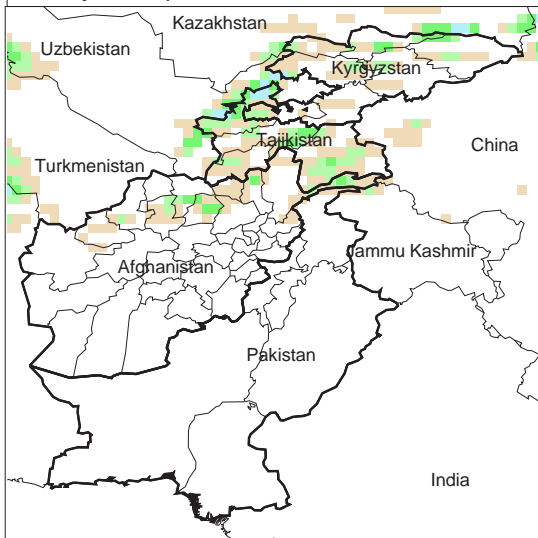 Kazakhstan
Uzbekistan
Kyrgyzstan
Tajikistan
China
Turkmenistan
Jammu Kashmir
Afghanistan
Pakistan
India